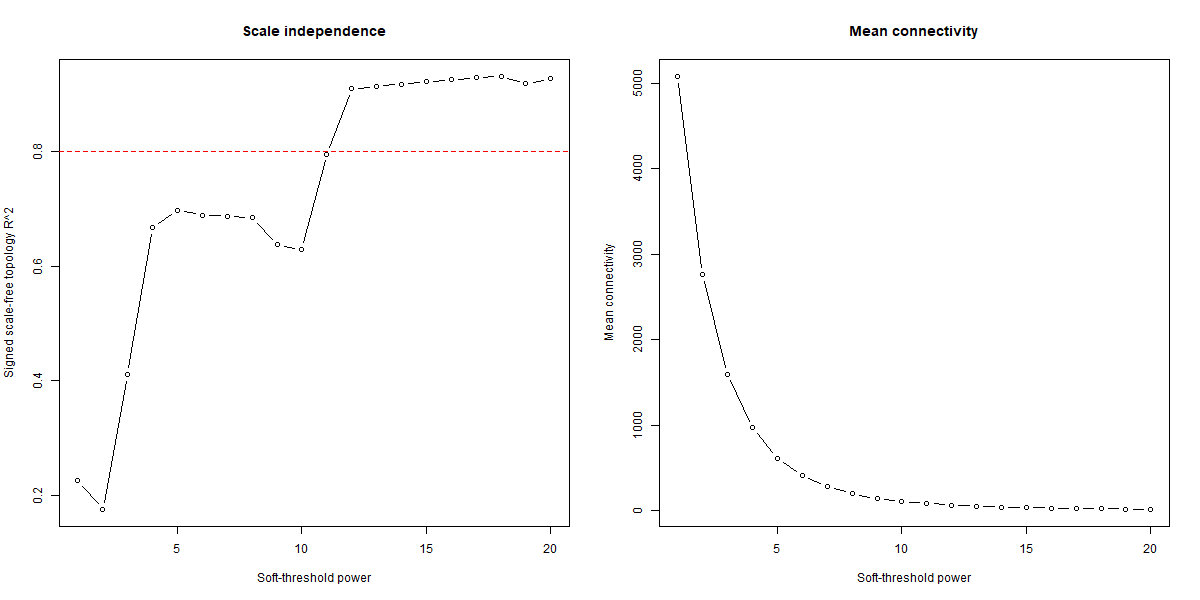 Scale independence
Signed scale-free topology R^2
0.8
0.6
0.4
0.2
5 10 15 20
Soft-threshold power
Mean connectivity
Mean connectivity
5000
4000
3000
2000
1000
0
5 10 15 20
Soft-threshold power